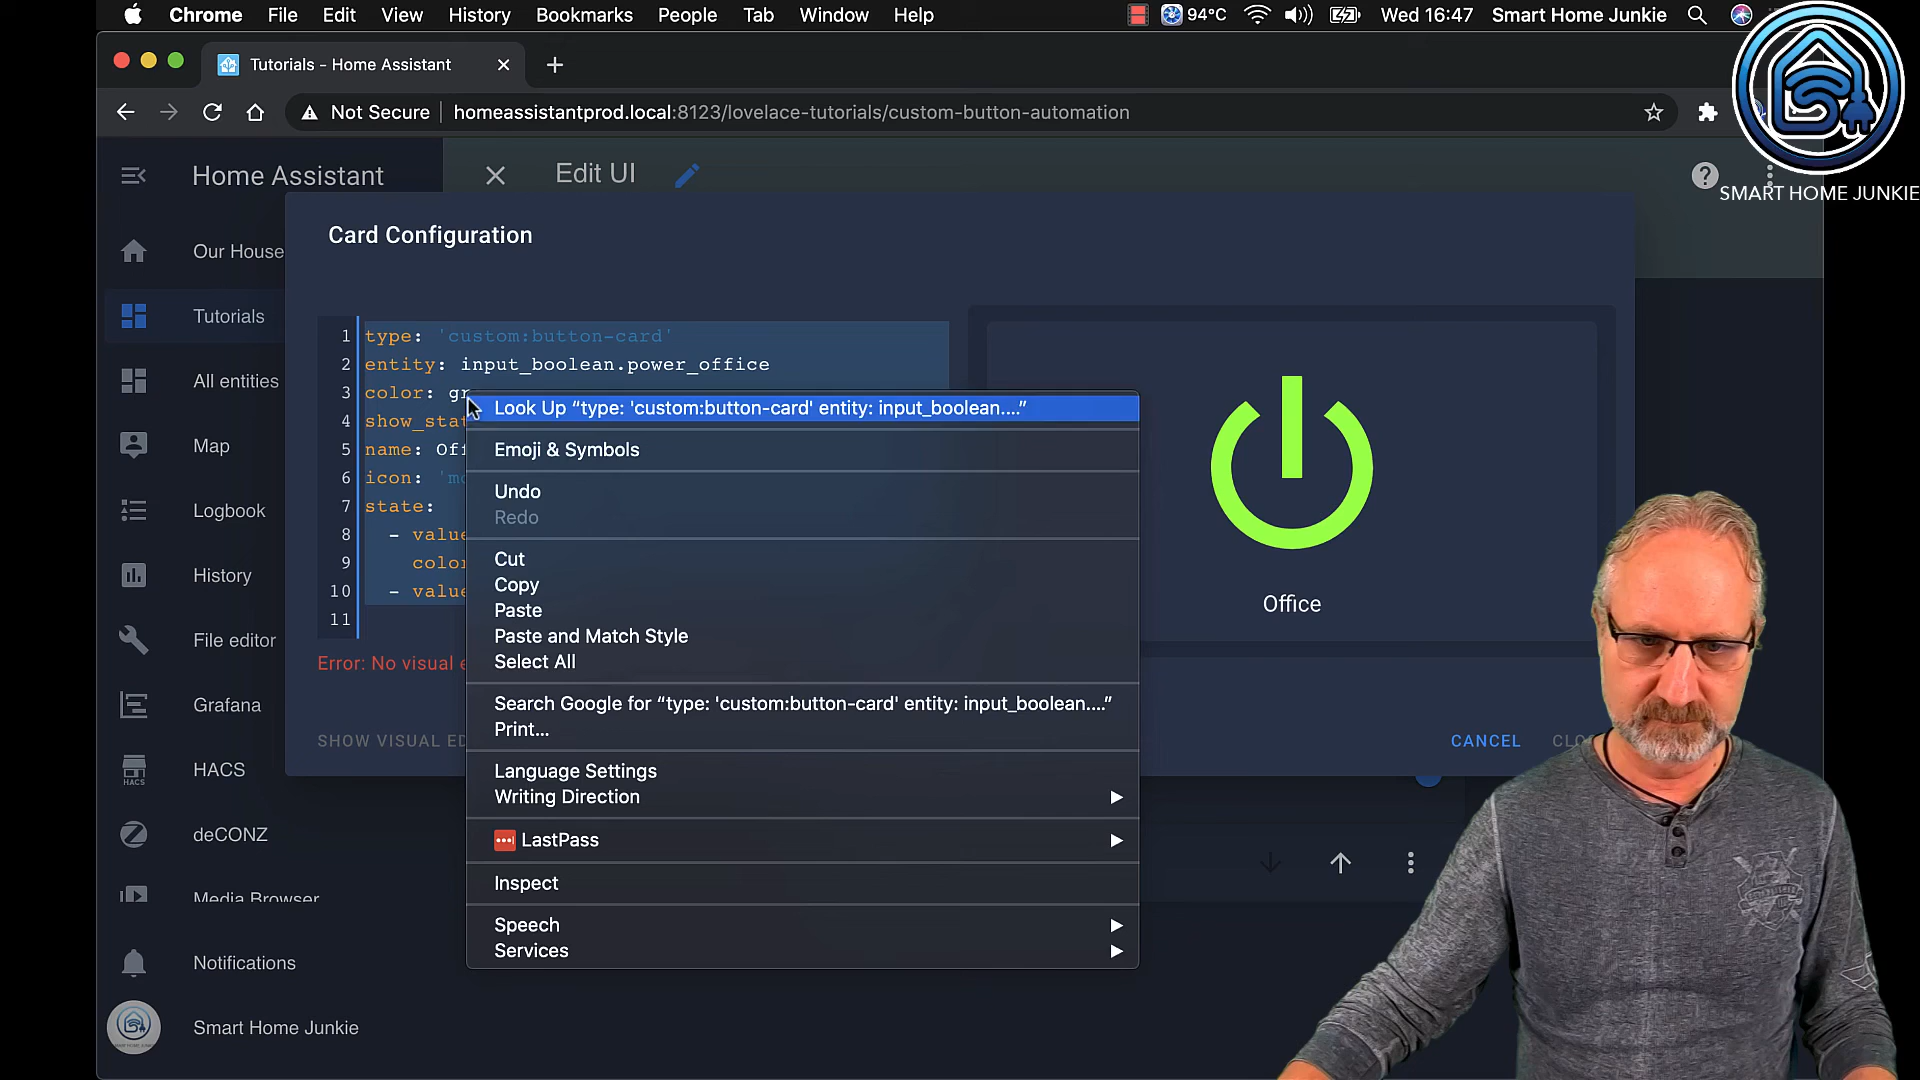 Chrome File Edit View History Bookmarks People Tab Window Help 94°C Wed 16:47 Smart Home Junkie
Tutorials - Home Assistant
Not Secure homeassistantprod.local:8123/lovelace-tutorials/custom-button-automation
Home Assistant
Edit UI
SMART HOME JUNKIE
Our House
Tutorials
All entities
Map
Logbook
History
File editor
Grafana
HACS
HACS
deCONZ
Media Browser
Notifications
Smart Home Junkie
Card Configuration
1 type: 'custom:button-card'
2 entity: input_boolean.power_office
3 color: gr
4 show_stat
5 name: Off
6 icon: 'm
7 state:
8 - value
9 color
10 - value
11
Error: No visual e
SHOW VISUAL ED
Look Up “type: 'custom:button-card' entity: input_boolean....”
Emoji & Symbols
Undo
Redo
Cut
Copy
Paste
Paste and Match Style
Select All
Search Google for “type: 'custom:button-card' entity: input_boolean....”
Print...
Language Settings
Writing Direction
LastPass
Inspect
Speech
Services
Office
CANCEL CLO